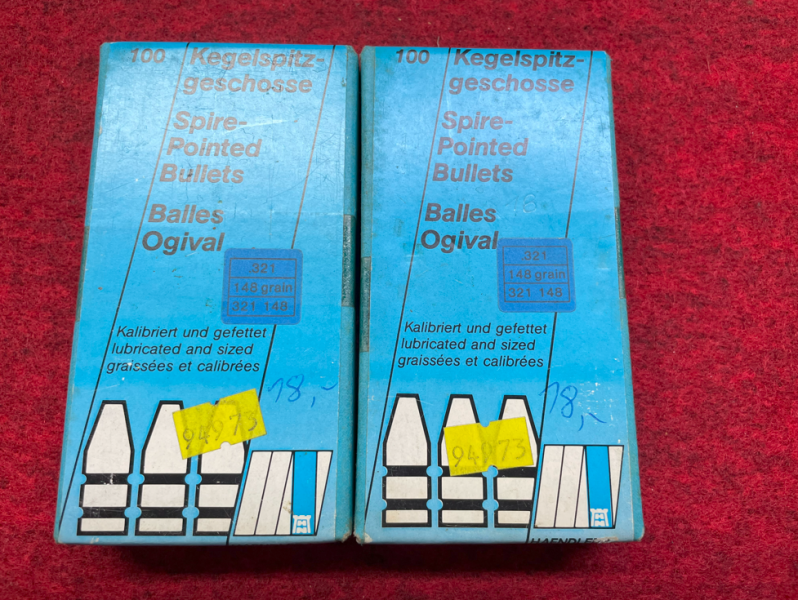 100 Kegelspitz-
geschosse
Spire-
Pointed
Bullets
Balles
Ogival
321
148 grain
321 148
Kalibriert und gefettet
lubricated and sized
graissées et calibrées
18,-
94973
100 Kegelspitz-
geschosse
Spire-
Pointed
Bullets
Balles
Ogival
321
148 grain
321 148
Kalibriert und gefettet
lubricated and sized
graissées et calibrées
18,-
94973